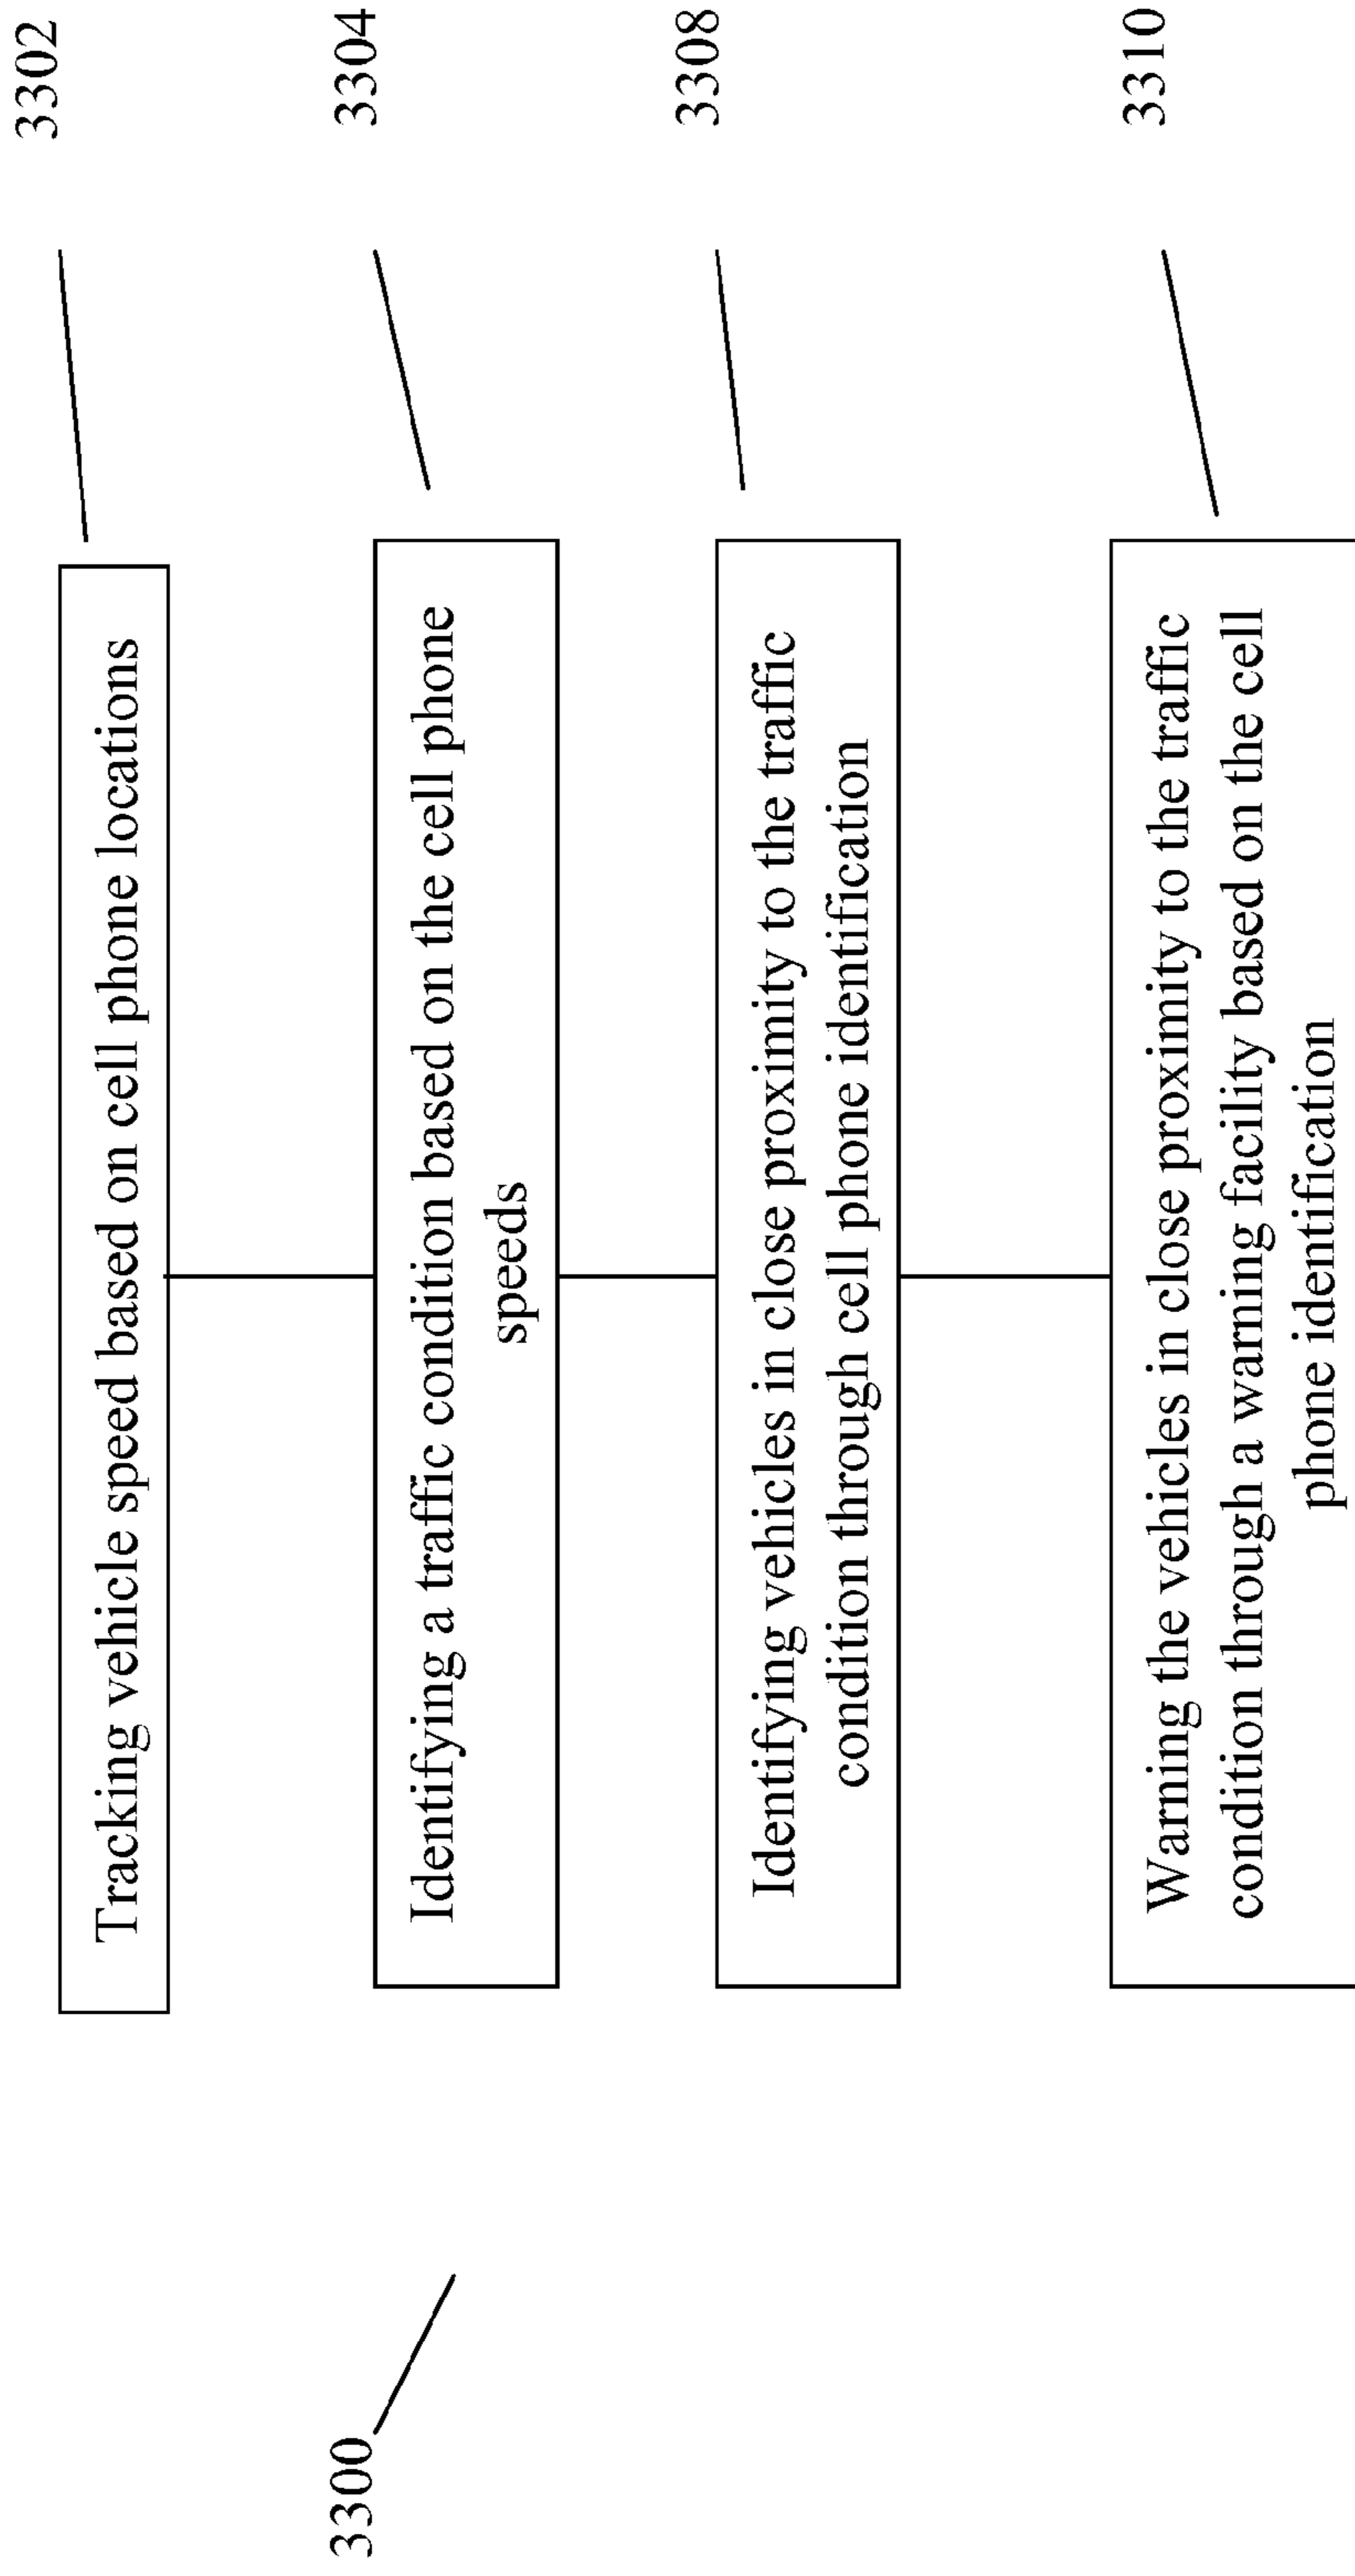 3302
Tracking vehicle speed based on cell phone locations
3304
Identifying a traffic condition based on the cell phone
speeds
3300
3308
Identifying vehicles in close proximity to the traffic
condition through cell phone identification
3310
Warning the vehicles in close proximity to the traffic
condition through a warning facility based on the cell
phone identification